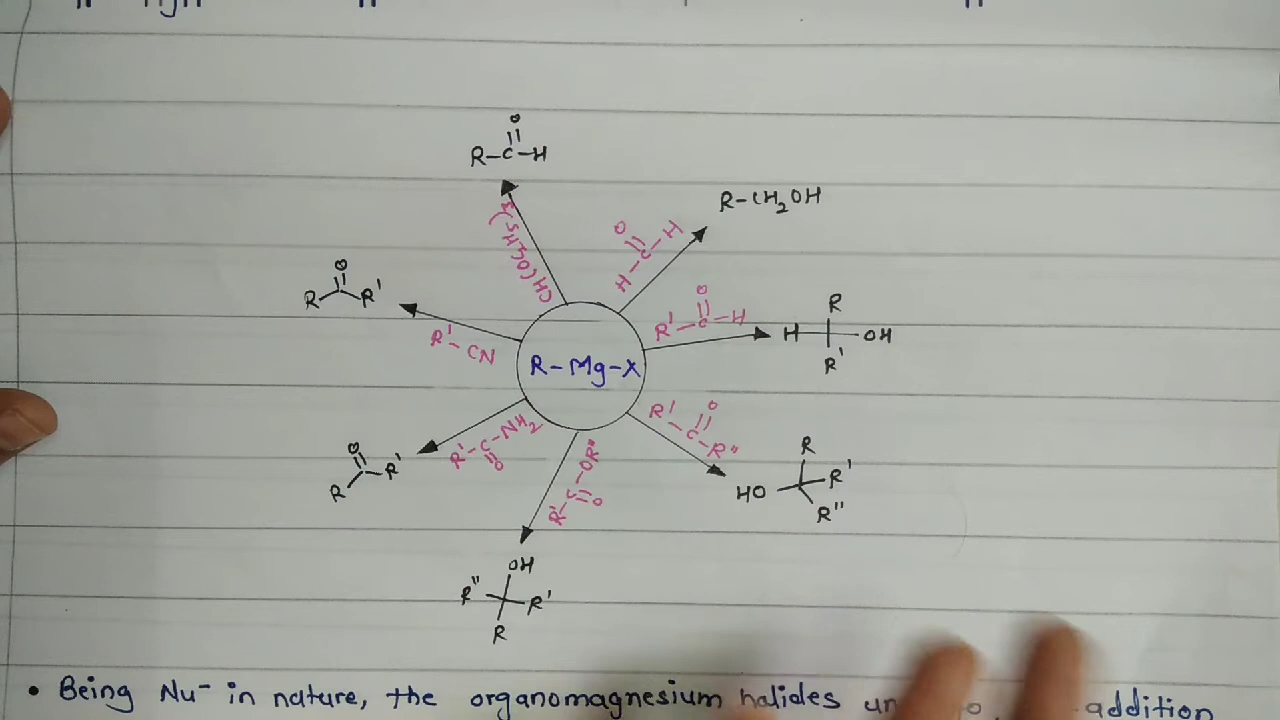 O
||
R-C-H
R-CH₂OH
CH(OC₂H₅)₃
O
||
H-C-H
O
R R'
R'-CN
O
||
R'-C-H
R
H OH
R'
R-Mg-X
R'-C-NH₂
||
O
O
R R'
R'-C-OR"
||
O
O
||
R'-C-R"
R
HO R'
R"
OH
R" R'
R
• Being Nu⁻ in nature, the organomagnesium halides addition